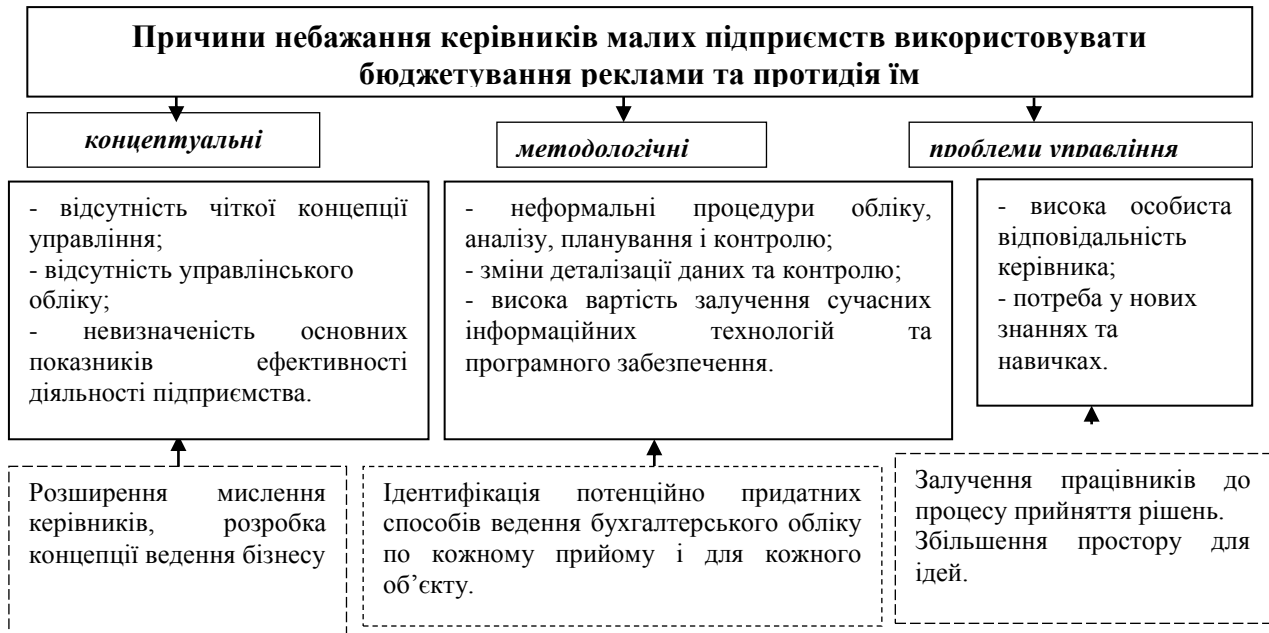 Причини небажання керівників малих підприємств використовувати
бюджетування реклами та протидія їм
концептуальні
методологічні
проблеми управління
- відсутність чіткої концепції
управління;
- відсутність управлінського
обліку;
- невизначеність основних
показників ефективності
діяльності підприємства.
- неформальні процедури обліку,
аналізу, планування і контролю;
- зміни деталізації даних та контролю;
- висока вартість залучення сучасних
інформаційних технологій та
програмного забезпечення.
- висока особиста
відповідальність
керівника;
- потреба у нових
знаннях та
навичках.
Розширення мислення
керівників, розробка
концепції ведення бізнесу
Ідентифікація потенційно придатних
способів ведення бухгалтерського обліку
по кожному прийому і для кожного
об’єкту.
Залучення працівників до
процесу прийняття рішень.
Збільшення простору для
ідей.